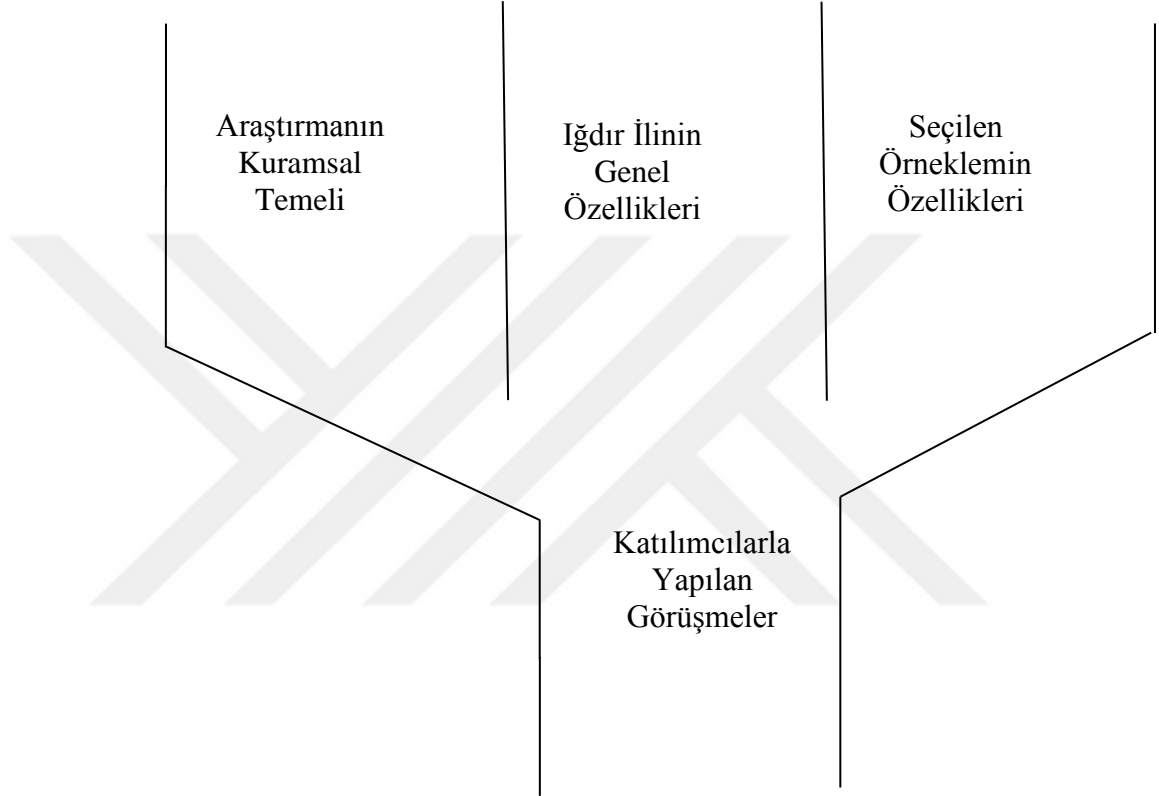 Araştırmanın
Kuramsal
Temeli
Iğdır İlinin
Genel
Özellikleri
Seçilen
Örneklemin
Özellikleri
Katılımcılarla
Yapılan
Görüşmeler